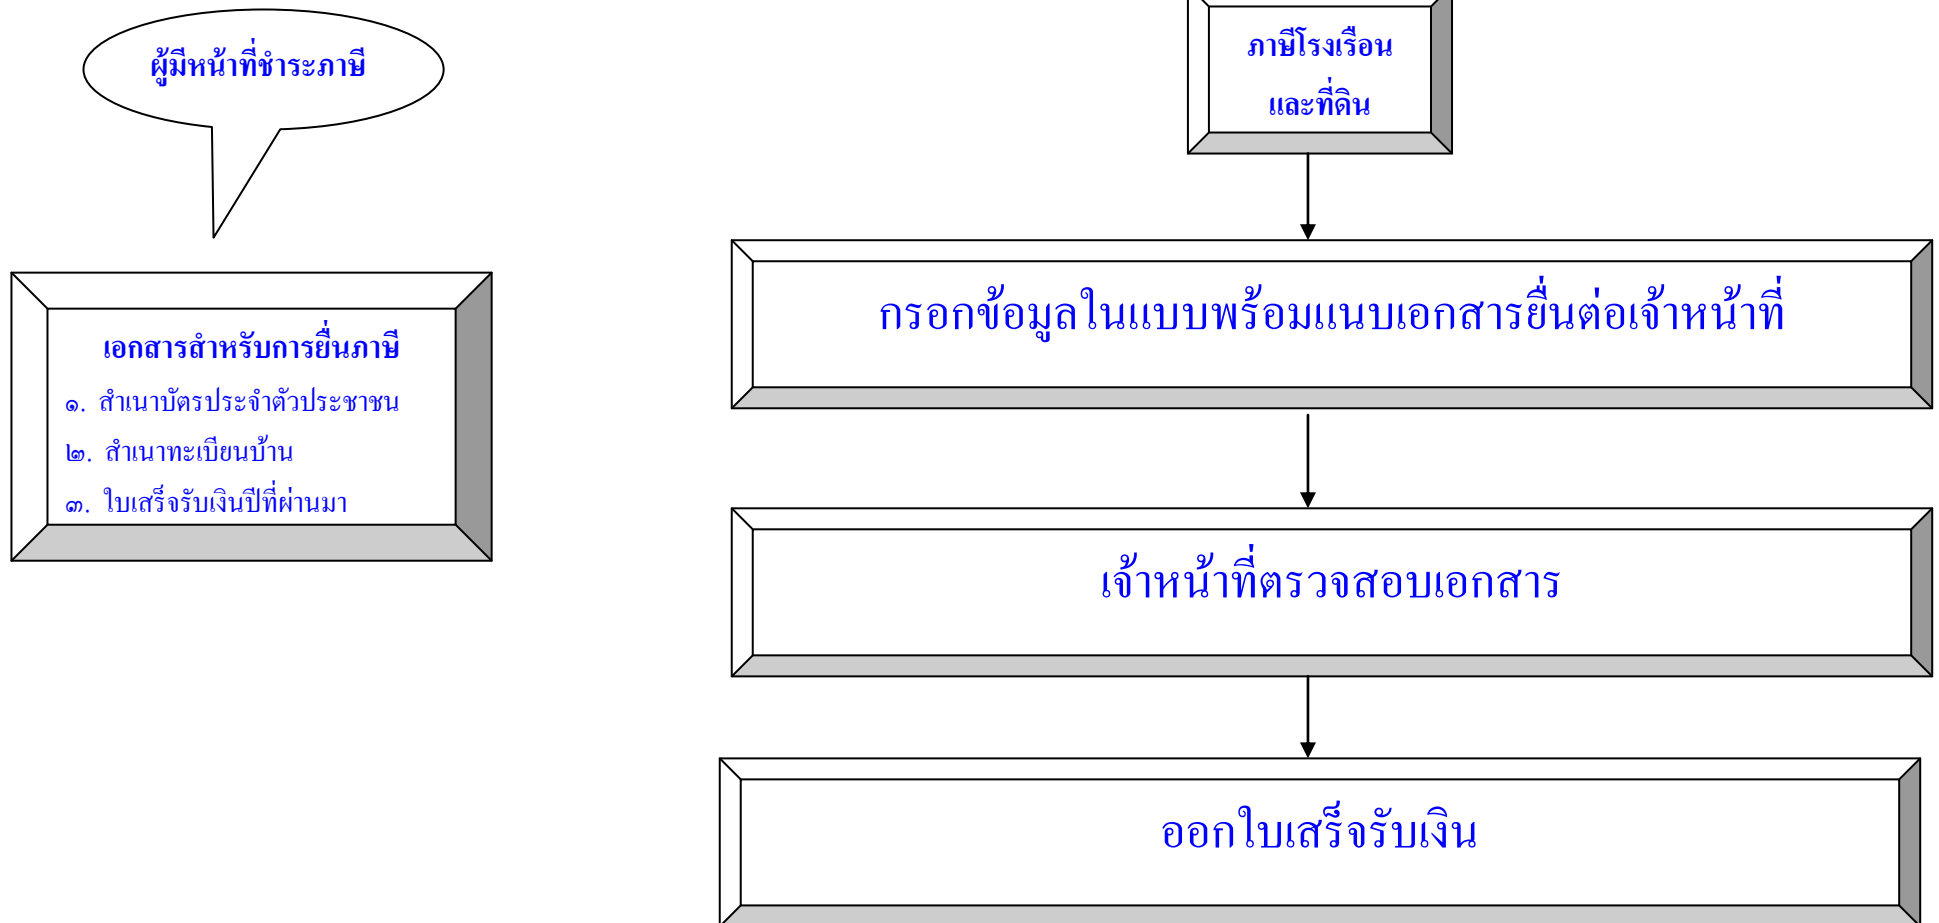 ผู้มีหน้าที่ชำระภาษี
เอกสารสำหรับการยื่นภาษี
๑. สำเนาบัตรประจำตัวประชาชน
๒. สำเนาทะเบียนบ้าน
๓. ใบเสร็จรับเงินปีที่ผ่านมา
ภาษีโรงเรือน
และที่ดิน
กรอกข้อมูลในแบบพร้อมแนบเอกสารยื่นต่อเจ้าหน้าที่
เจ้าหน้าที่ตรวจสอบเอกสาร
ออกใบเสร็จรับเงิน